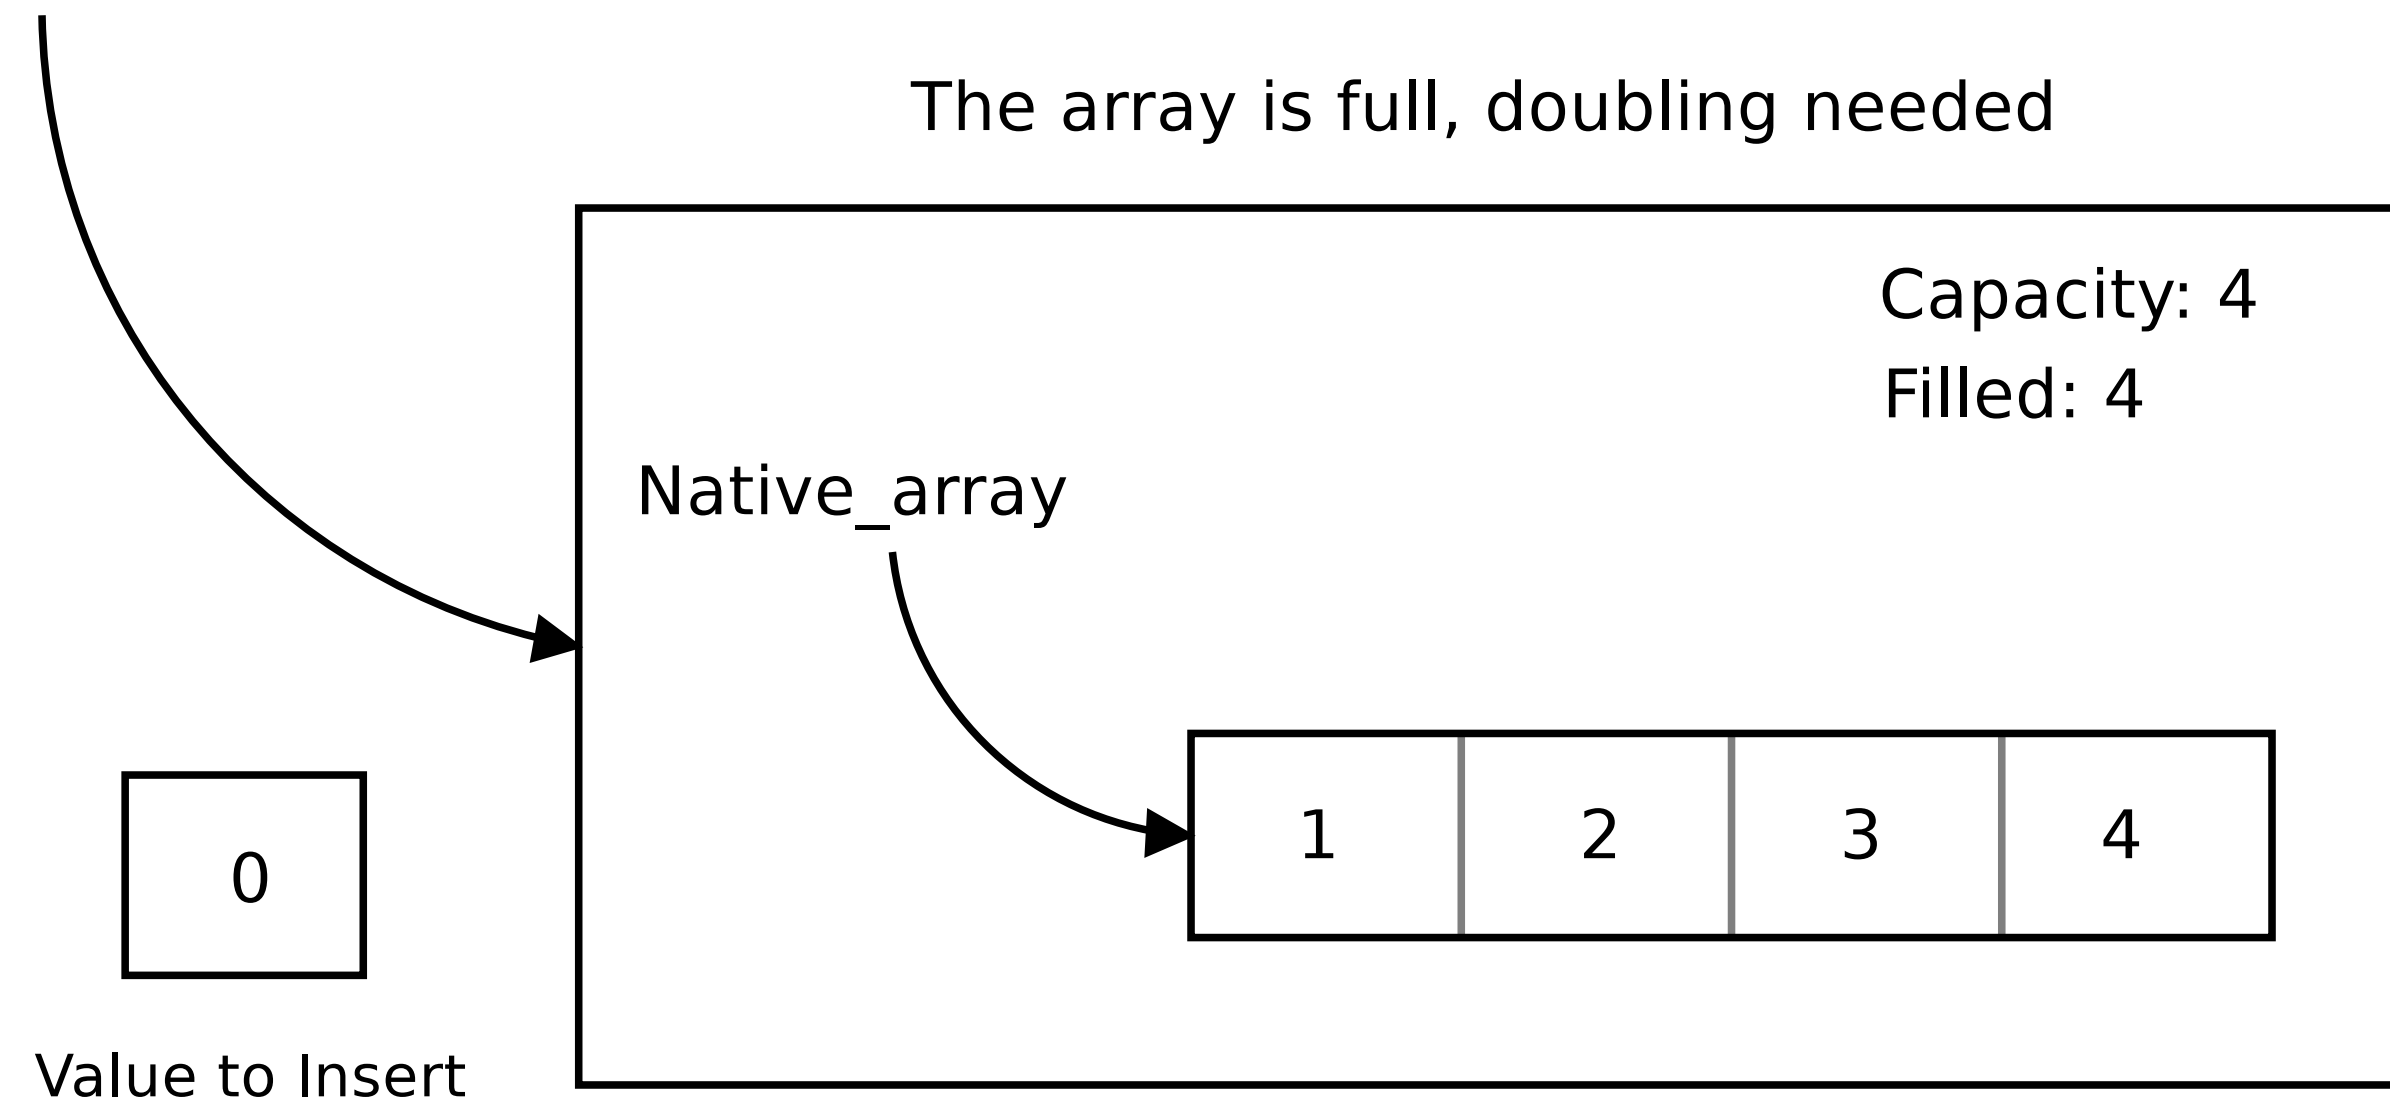 The array is full, doubling needed
Capacity: 4
Filled: 4
Native_array
1 2 3 4
0
Value to Insert